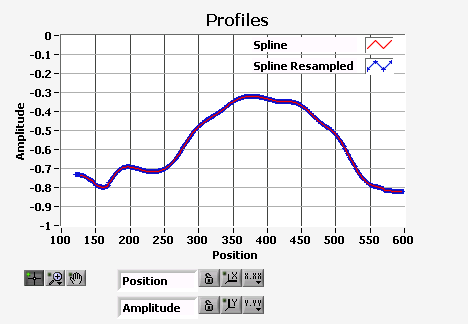 Profiles
Spline
Spline Resampled
0
-0.1
-0.2
-0.3
-0.4
-0.5
-0.6
-0.7
-0.8
-0.9
-1
Amplitude
100 150 200 250 300 350 400 450 500 550 600
Position
Position X X.XX
Amplitude Y Y.YY